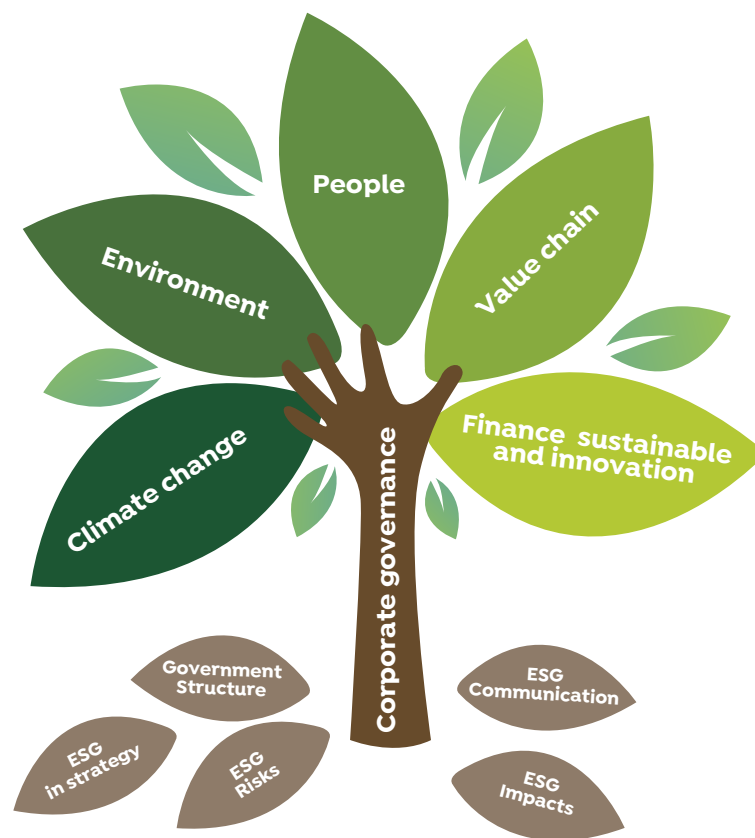 People
Environment
Value chain
Climate change
Finance sustainable
and innovation
Corporate governance
Government
Structure
ESG
Communication
ESG
in strategy
ESG
Risks
ESG
Impacts